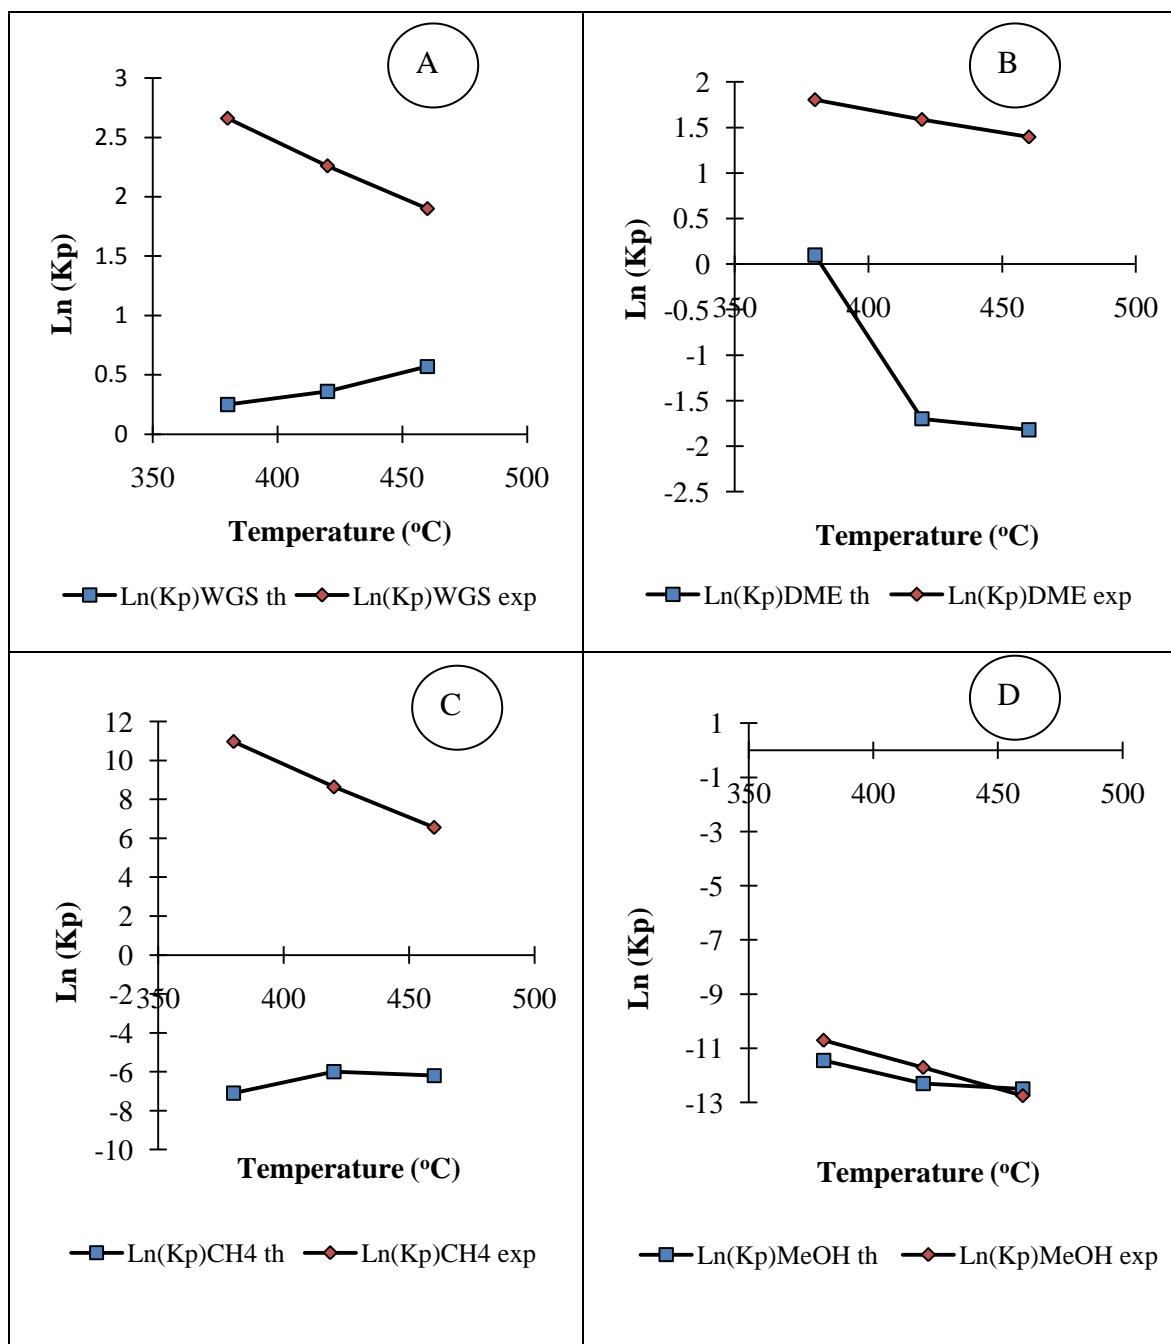 A
3
2.5
2
1.5
1
0.5
0
350 400 450 500
Ln (Kp)
Temperature (°C)
Ln(Kp)WGS th Ln(Kp)WGS exp
B
2
1.5
1
0.5
0
-0.5
-1
-1.5
-2
-2.5
350 400 450 500
Ln (Kp)
Temperature (°C)
Ln(Kp)DME th Ln(Kp)DME exp
C
12
10
8
6
4
2
0
-2
-4
-6
-8
-10
350 400 450 500
Ln (Kp)
Temperature (°C)
Ln(Kp)CH4 th Ln(Kp)CH4 exp
D
1
-1
-3
-5
-7
-9
-11
-13
350 400 450 500
Ln (Kp)
Temperature (°C)
Ln(Kp)MeOH th Ln(Kp)MeOH exp